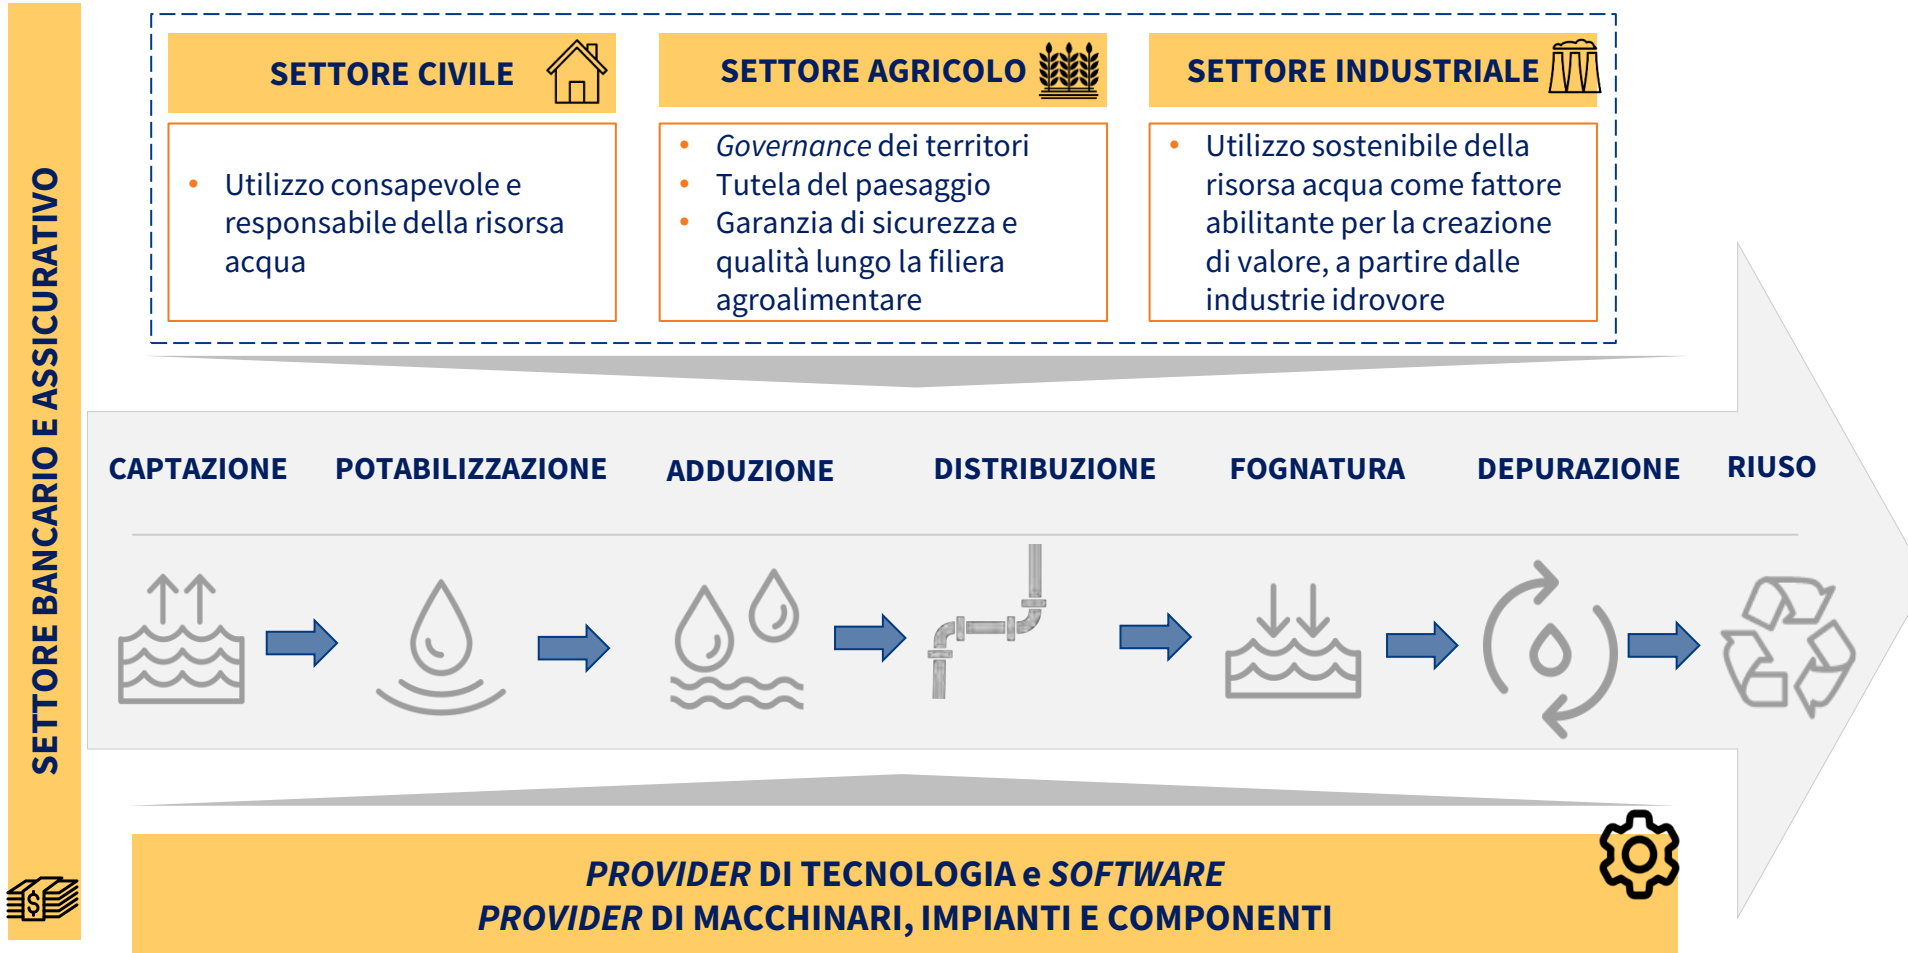 SETTORE BANCARIO E ASSICURATIVO
$
SETTORE CIVILE
• Utilizzo consapevole e
responsabile della risorsa
acqua
SETTORE AGRICOLO
• Governance dei territori
• Tutela del paesaggio
• Garanzia di sicurezza e
qualità lungo la filiera
agroalimentare
SETTORE INDUSTRIALE
• Utilizzo sostenibile della
risorsa acqua come fattore
abilitante per la creazione
di valore, a partire dalle
industrie idrovore
CAPTAZIONE
POTABILIZZAZIONE
ADDUZIONE
DISTRIBUZIONE
FOGNATURA
DEPURAZIONE
RIUSO
PROVIDER DI TECNOLOGIA e SOFTWARE
PROVIDER DI MACCHINARI, IMPIANTI E COMPONENTI